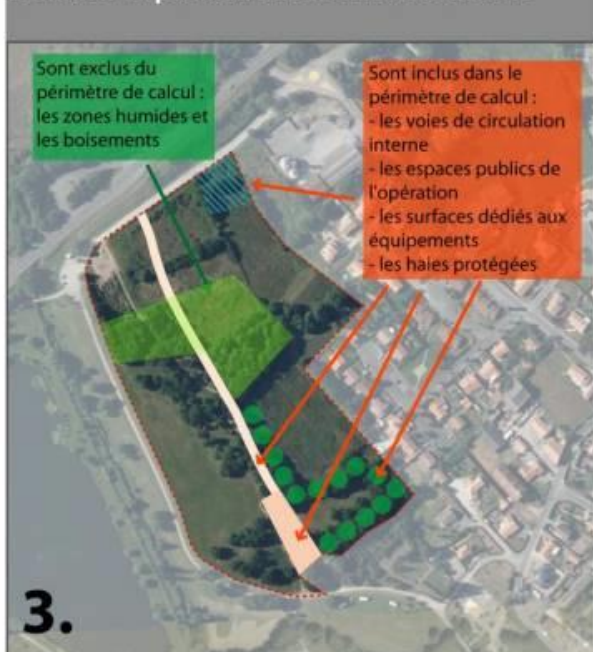 Sont exclus du
périmètre de calcul :
les zones humides et
les boisements
Sont inclus dans le
périmètre de calcul :
- les voies de circulation
interne
- les espaces publics de
l'opération
- les surfaces dédiés aux
équipements
- les haies protégées
3.